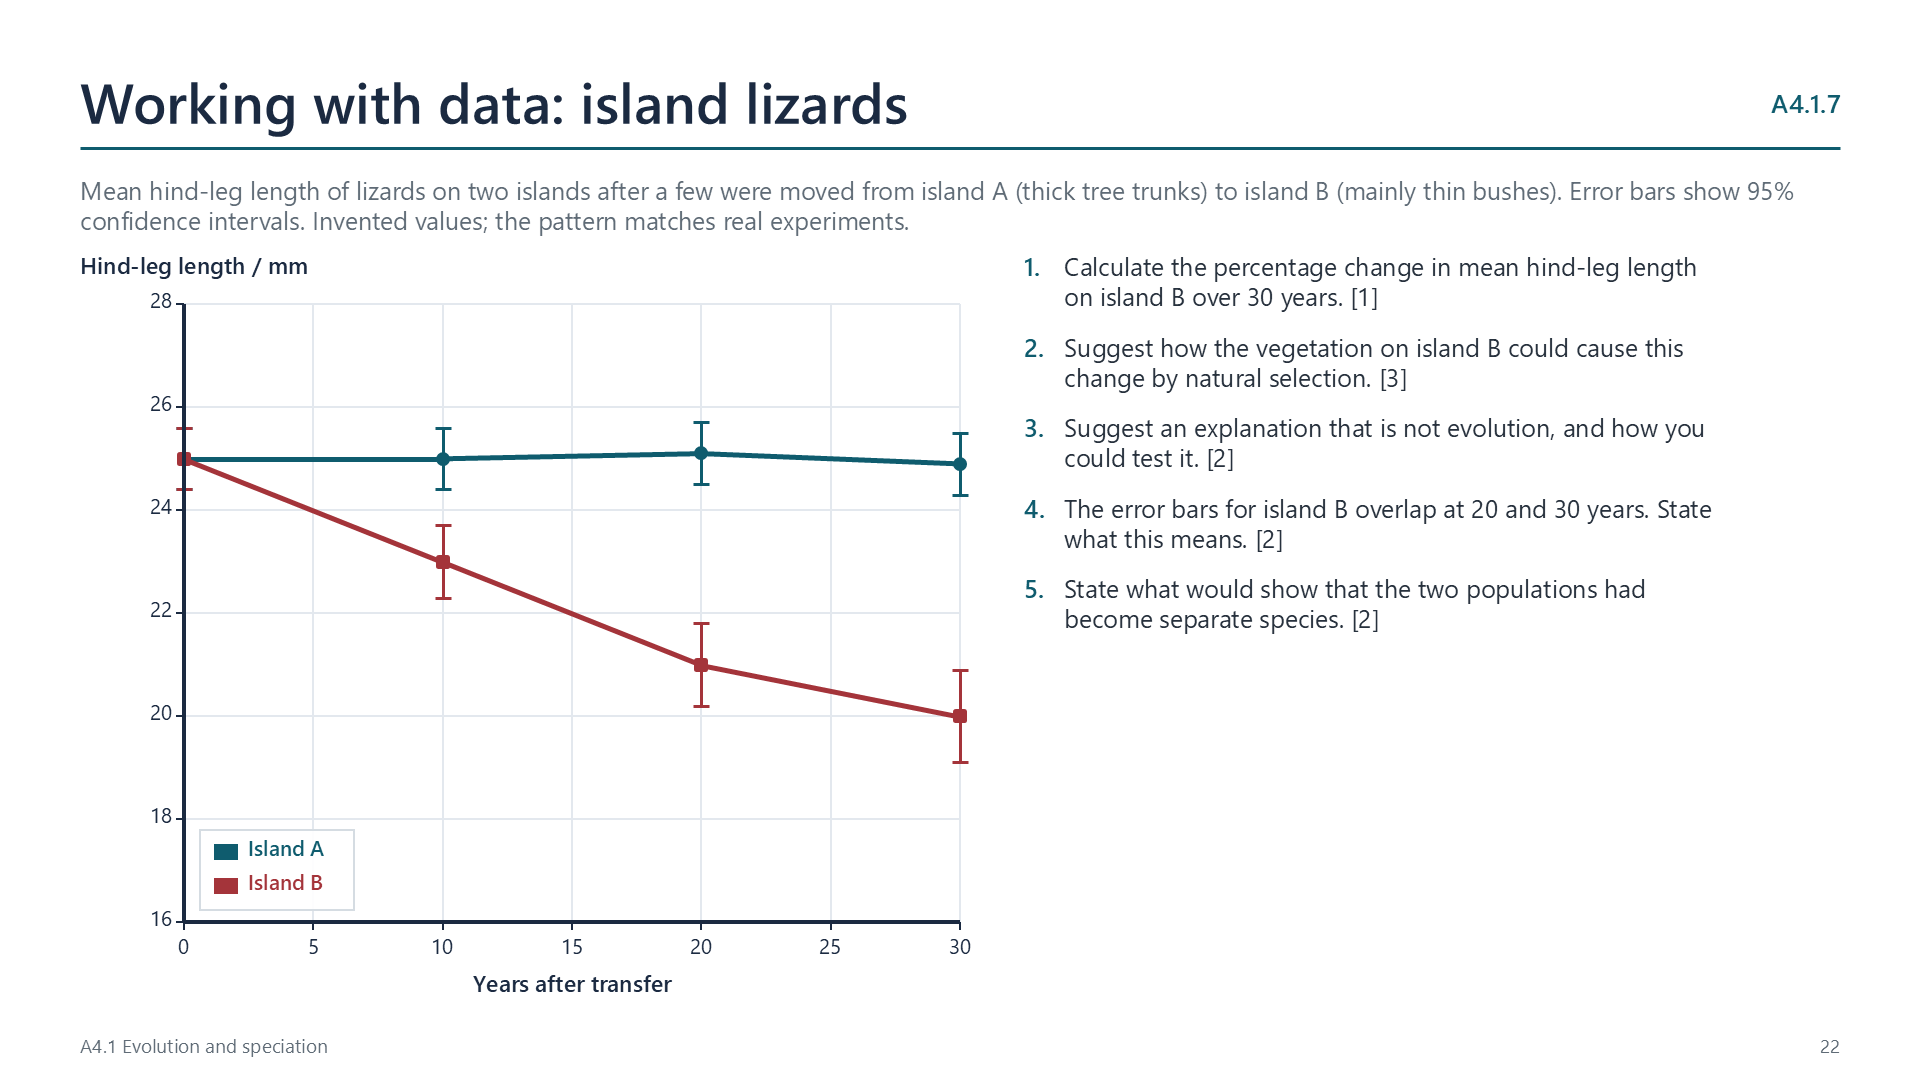 Working with data: island lizards
A4.1.7
Mean hind-leg length of lizards on two islands after a few were moved from island A (thick tree trunks) to island B (mainly thin bushes). Error bars show 95%
confidence intervals. Invented values; the pattern matches real experiments.
Hind-leg length / mm
28
26
24
22
20
18
16
Island A
Island B
0 5 10 15 20 25 30
Years after transfer
1. Calculate the percentage change in mean hind-leg length
on island B over 30 years. [1]
2. Suggest how the vegetation on island B could cause this
change by natural selection. [3]
3. Suggest an explanation that is not evolution, and how you
could test it. [2]
4. The error bars for island B overlap at 20 and 30 years. State
what this means. [2]
5. State what would show that the two populations had
become separate species. [2]
A4.1 Evolution and speciation
22